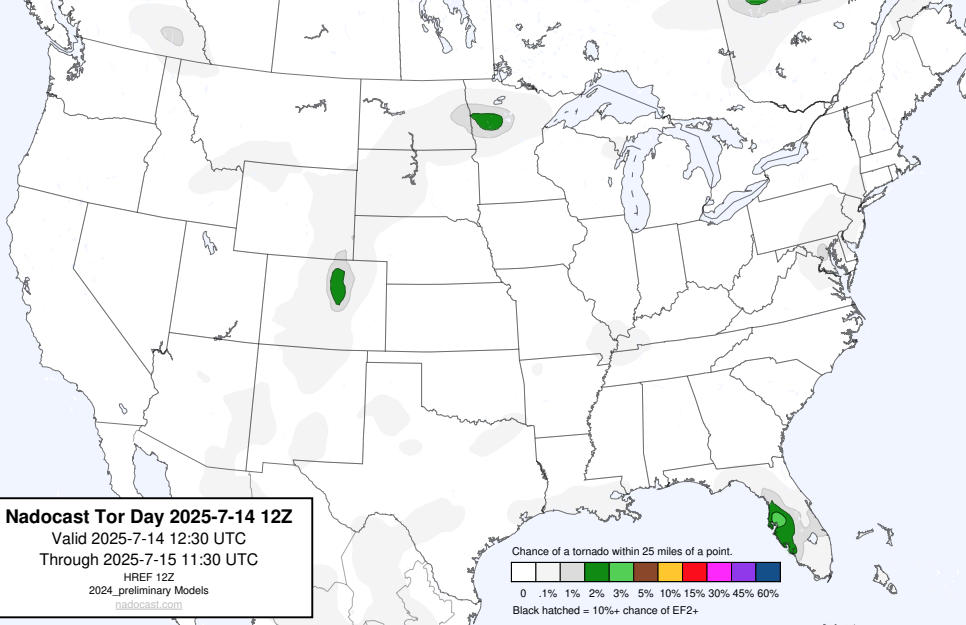 Nadocast Tor Day 2025-7-14 12Z
Valid 2025-7-14 12:30 UTC
Through 2025-7-15 11:30 UTC
HREF 12Z
2024_preliminary Models
nadocast.com
Chance of a tornado within 25 miles of a point.
0 .1% 1% 2% 3% 5% 10% 15% 30% 45% 60%
Black hatched = 10%+ chance of EF2+